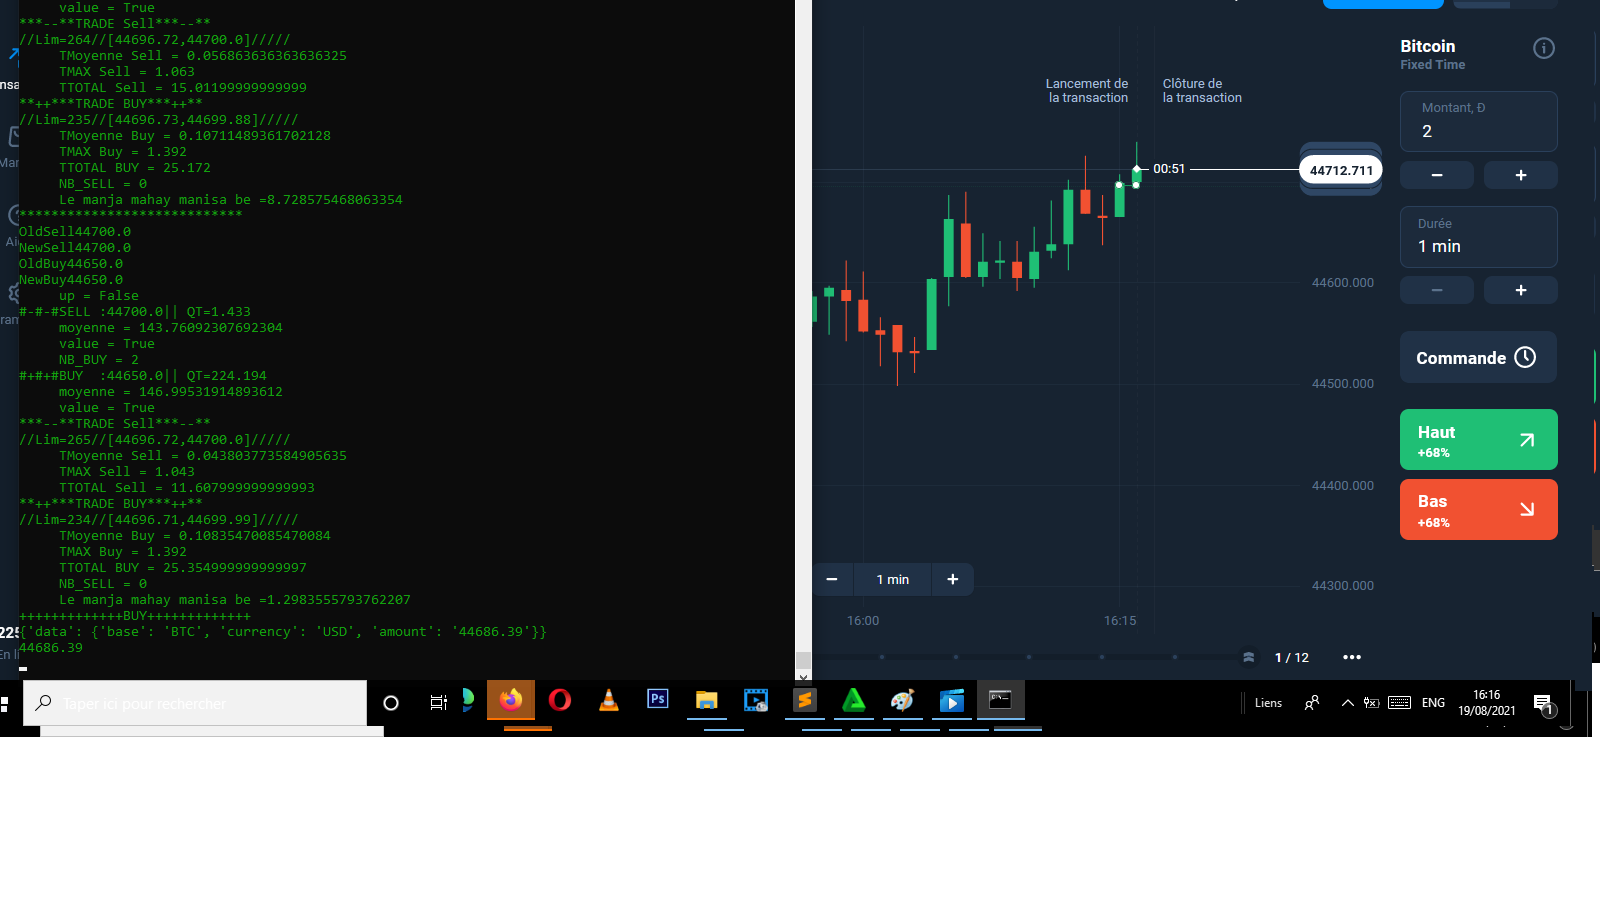 value = True
***--**TRADE Sell***--**
//Lim=264//[44696.72,44700.0]/////
TMoyenne Sell = 0.056863636363636325
TMAX Sell = 1.063
TTOTAL Sell = 15.01199999999999
**++***TRADE BUY***++**
//Lim=235//[44696.73,44699.88]/////
TMoyenne Buy = 0.10711489361702128
TMAX Buy = 1.392
TTOTAL BUY = 25.172
NB_SELL = 0
Le manja mahay manisa be =8.728575468063354
****************************
OldSell44700.0
NewSell44700.0
OldBuy44650.0
NewBuy44650.0
up = False
#-#-#SELL :44700.0|| QT=1.433
moyenne = 143.76092307692304
value = True
NB_BUY = 2
#+#+#BUY  :44650.0|| QT=224.194
moyenne = 146.99531914893612
value = True
***--**TRADE Sell***--**
//Lim=265//[44696.72,44700.0]/////
TMoyenne Sell = 0.043803773584905635
TMAX Sell = 1.043
TTOTAL Sell = 11.607999999999993
**++***TRADE BUY***++**
//Lim=234//[44696.71,44699.99]/////
TMoyenne Buy = 0.10835470085470084
TMAX Buy = 1.392
TTOTAL BUY = 25.354999999999997
NB_SELL = 0
Le manja mahay manisa be =1.2983555793762207
+++++++++++++BUY+++++++++++++
{'data': {'base': 'BTC', 'currency': 'USD', 'amount': '44686.39'}}
44686.39
Lancement de
la transaction
Clôture de
la transaction
00:51
44712.711
44600.000
44500.000
44400.000
44300.000
1 min
16:00
16:15
1 / 12
Bitcoin
Fixed Time
Montant, Đ
2
Durée
1 min
Commande
Haut
+68%
Bas
+68%
Taper ici pour rechercher
Ps
Liens
ENG
16:16
19/08/2021
1